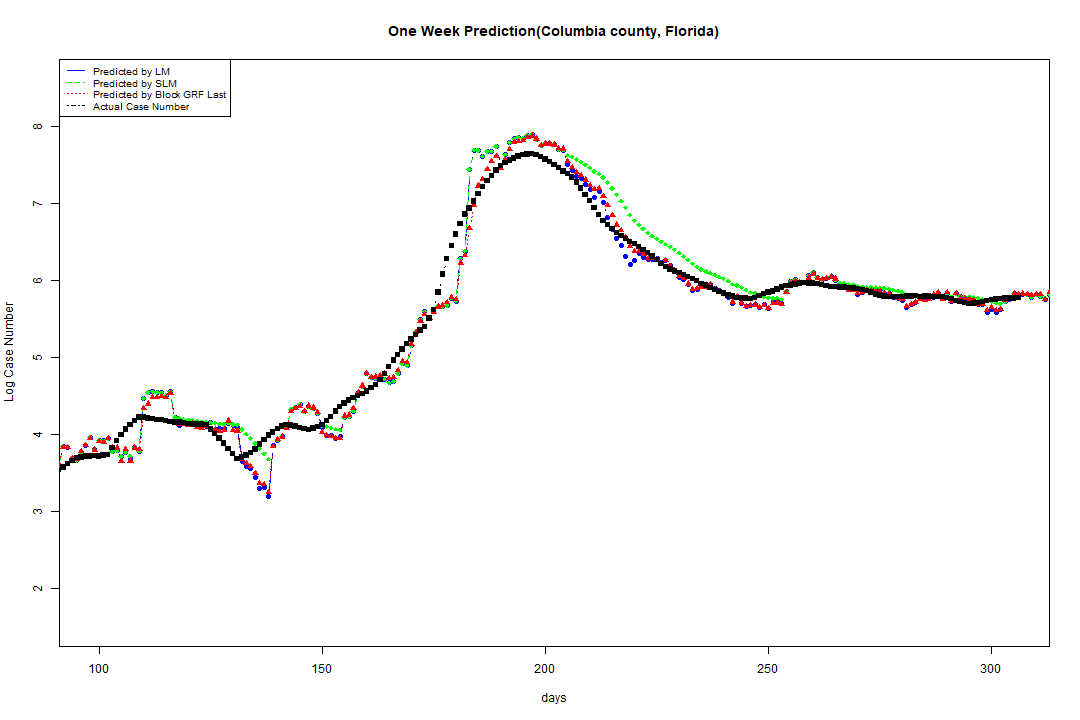 One Week Prediction(Columbia county, Florida)
Predicted by LM
Predicted by SLM
Predicted by Block GRF Last
Actual Case Number
8
7
6
5
4
3
2
Log Case Number
100 150 200 250 300
days